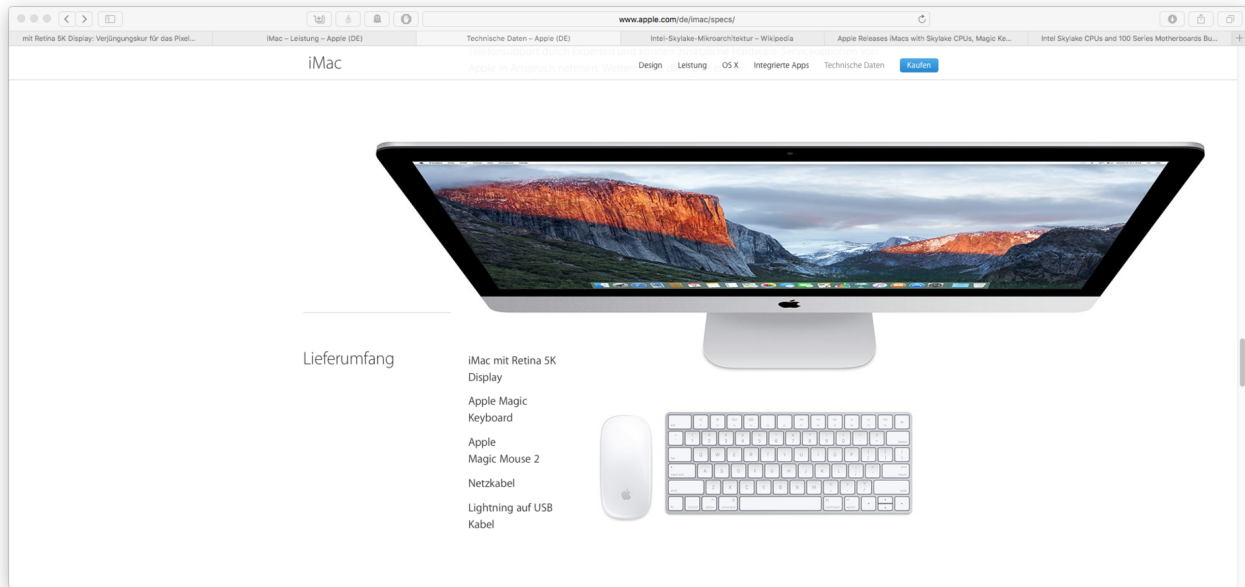 www.apple.com/de/imac/specs/
mit Retina 5K Display: Verjüngungskur für das Pixel...
iMac – Leistung – Apple (DE)
Technische Daten – Apple (DE)
Intel-Skylake-Mikroarchitektur – Wikipedia
Apple Releases iMacs with Skylake CPUs, Magic Ke...
Intel Skylake CPUs and 100 Series Motherboards Bu...
iMac
Design
Leistung
OS X
Integrierte Apps
Technische Daten
Kaufen
Lieferumfang
iMac mit Retina 5K
Display
Apple Magic
Keyboard
Apple
Magic Mouse 2
Netzkabel
Lightning auf USB
Kabel